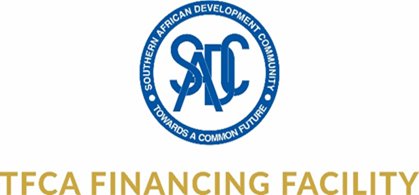 SOUTHERN AFRICAN DEVELOPMENT COMMUNITY
SADC
TOWARDS A COMMON FUTURE
TFCA FINANCING FACILITY